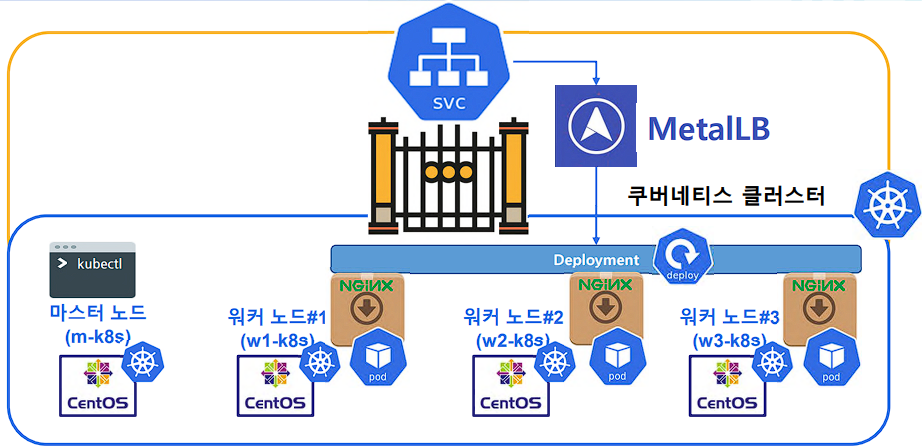 SVC
MetalLB
쿠버네티스 클러스터
Deployment
deploy
> kubectl
마스터 노드
(m-k8s)
CentOS
NGINX
워커 노드#1
(w1-k8s)
pod
CentOS
NGINX
워커 노드#2
(w2-k8s)
pod
CentOS
NGINX
워커 노드#3
(w3-k8s)
pod
CentOS